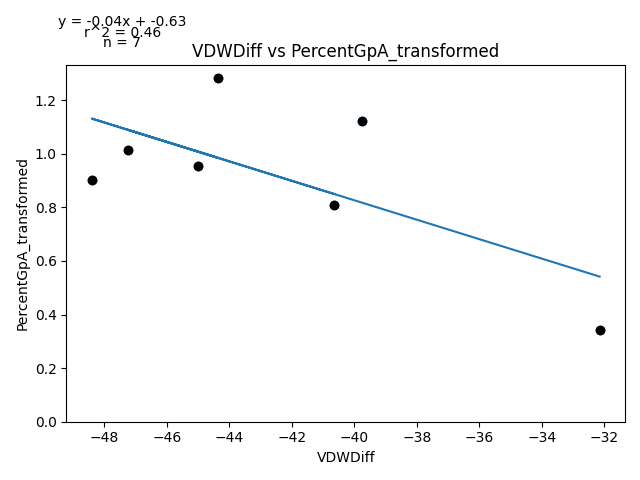 y = -0.04x + -0.63
r^2 = 0.46
n = 7
VDWDiff vs PercentGpA_transformed
PercentGpA_transformed
1.2
1.0
0.8
0.6
0.4
0.2
0.0
−48
−46
−44
−42
−40
−38
−36
−34
−32
VDWDiff